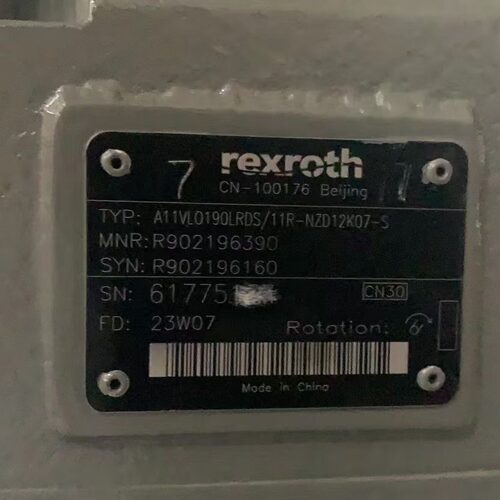 7 rexroth 17
CN-100176 Beijing
TYP: A11VLO190LRDS/11R-NZD12K07-S
MNR: R902196390
SYN: R902196160
SN: 61775
CN30
FD: 23W07 Rotation:
Made in China